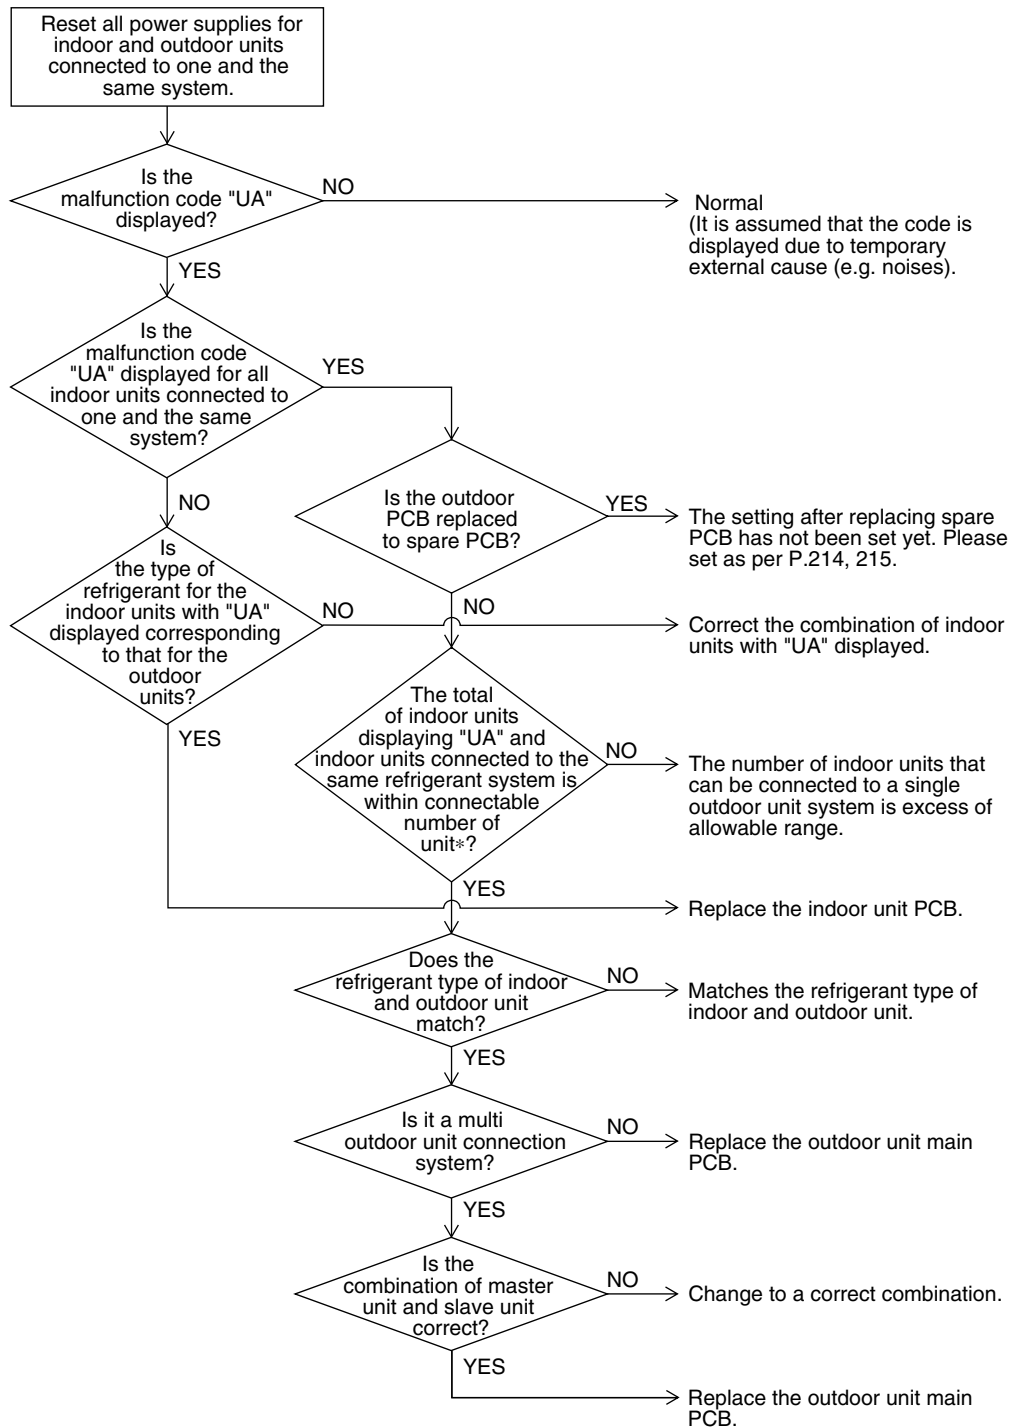 Reset all power supplies for
indoor and outdoor units
connected to one and the
same system.
Is the
malfunction code "UA"
displayed?
NO
Normal
(It is assumed that the code is
displayed due to temporary
external cause (e.g. noises).
YES
Is the
malfunction code
"UA" displayed for all
indoor units connected to
one and the same
system?
YES
NO
Is the outdoor
PCB replaced
to spare PCB?
YES
The setting after replacing spare
PCB has not been set yet. Please
set as per P.214, 215.
NO
Is
the type of
refrigerant for the
indoor units with "UA"
displayed corresponding
to that for the
outdoor
units?
NO
Correct the combination of indoor
units with "UA" displayed.
YES
The total
of indoor units
displaying "UA" and
indoor units connected to the
same refrigerant system is
within connectable
number of
unit*?
NO
The number of indoor units that
can be connected to a single
outdoor unit system is excess of
allowable range.
YES
Replace the indoor unit PCB.
Does the
refrigerant type of indoor
and outdoor unit
match?
NO
Matches the refrigerant type of
indoor and outdoor unit.
YES
Is it a multi
outdoor unit connection
system?
NO
Replace the outdoor unit main
PCB.
YES
Is the
combination of master
unit and slave unit
correct?
NO
Change to a correct combination.
YES
Replace the outdoor unit main
PCB.